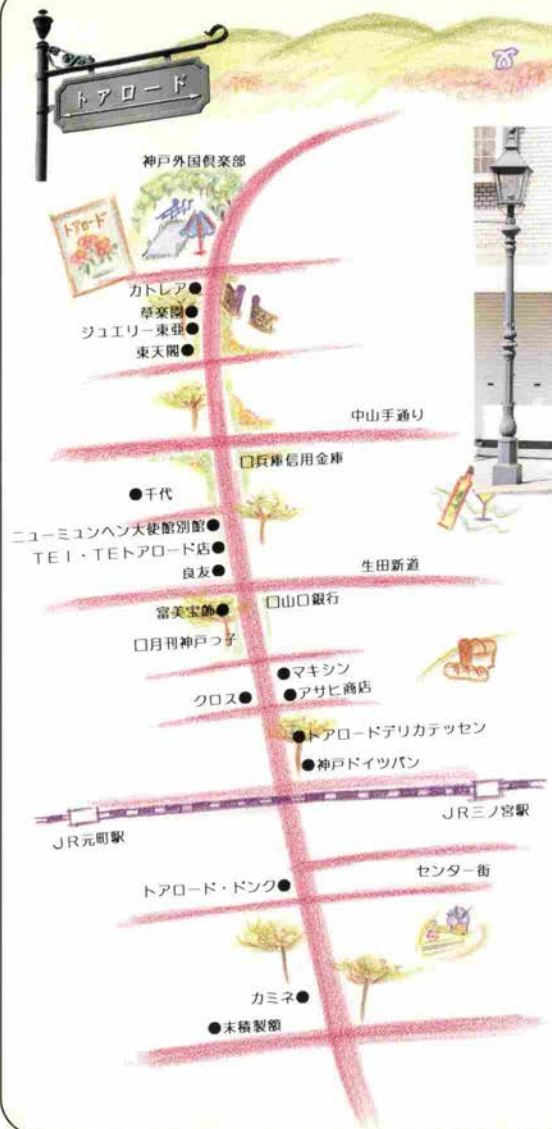 トアロード
神戸外国倶楽部
トアロード
カトレア
草楽園
ジュエリー東亜
東天閣
中山手通り
兵庫信用金庫
千代
ニューミュンヘン大使館別館
TEI・TEトアロード店
良友
生田新道
富美宝飾
山口銀行
月刊神戸っ子
マキシン
クロス
アサヒ商店
トアロードデリカテッセン
神戸ドイツパン
JR元町駅
JR三ノ宮駅
センター街
トアロード・ドンク
カミネ
末積製額